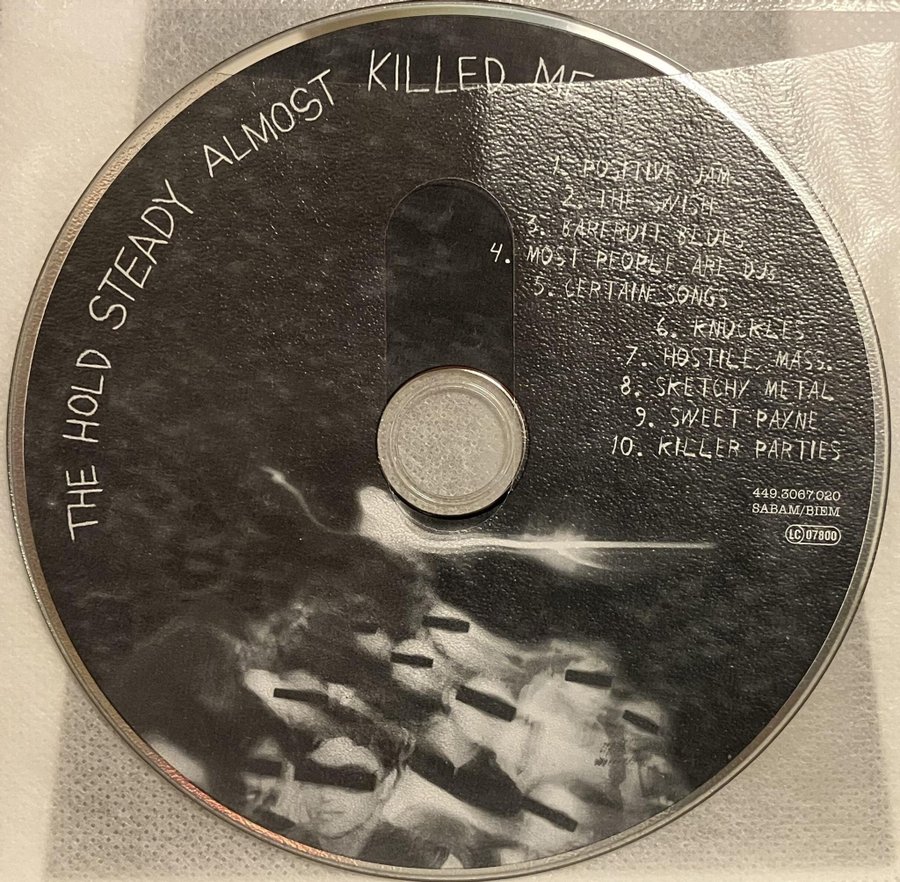 THE HOLD STEADY ALMOST KILLED ME
1. POSITIVE JAM
2. THE SWISH
3. BARFRUIT BLUES
4. MOST PEOPLE ARE DJs
5. CERTAIN SONGS
6. KNUCKLES
7. HOSTILE, MASS.
8. SKETCHY METAL
9. SWEET PAYNE
10. KILLER PARTIES
449.3067.020
SABAM/BIEM
LC 07800